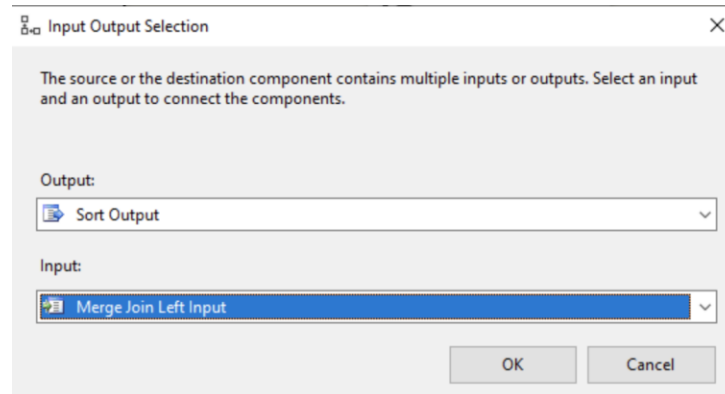 Input Output Selection
The source or the destination component contains multiple inputs or outputs. Select an input
and an output to connect the components.
Output:
Sort Output
Input:
Merge Join Left Input
OK
Cancel